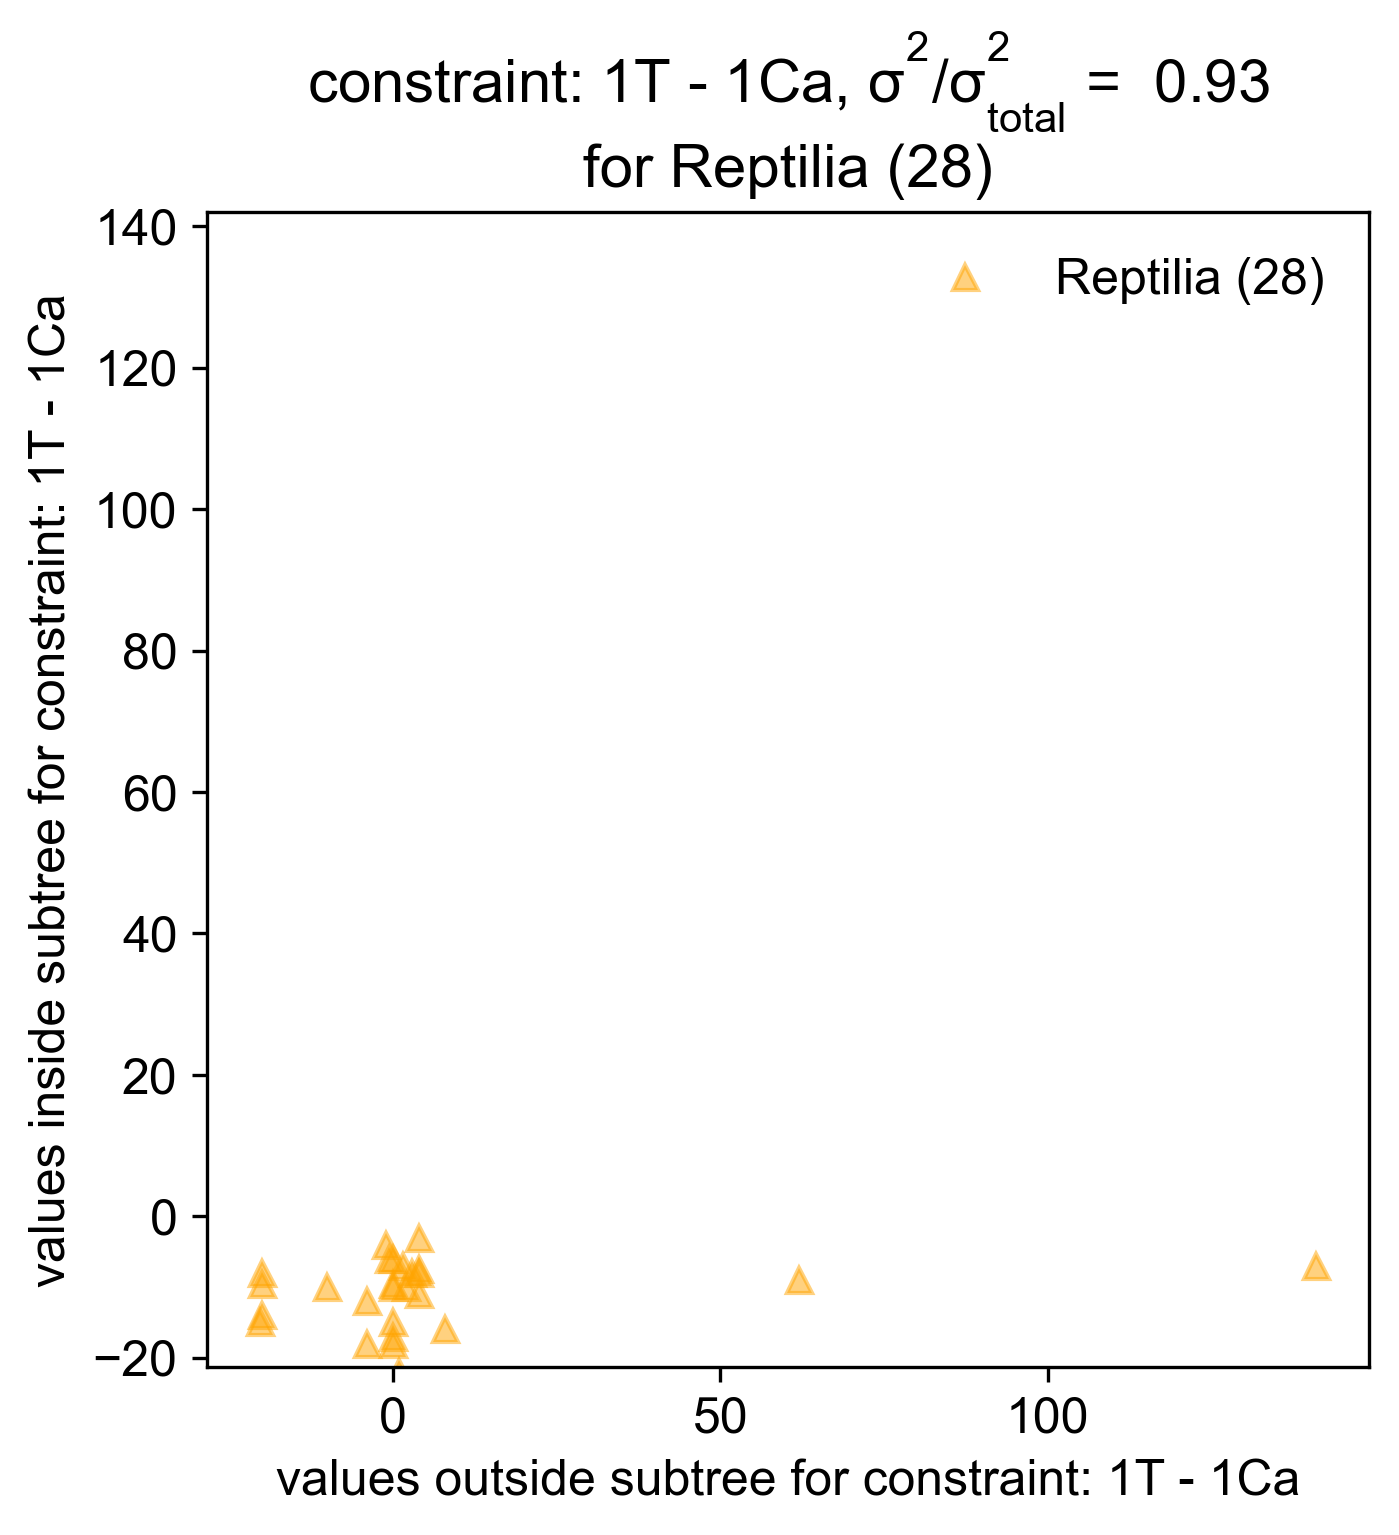 constraint: 1T - 1Ca, σ²/σ²total = 0.93
for Reptilia (28)
140
Reptilia (28)
120
100
80
60
40
20
0
−20
values inside subtree for constraint: 1T - 1Ca
0 50 100
values outside subtree for constraint: 1T - 1Ca